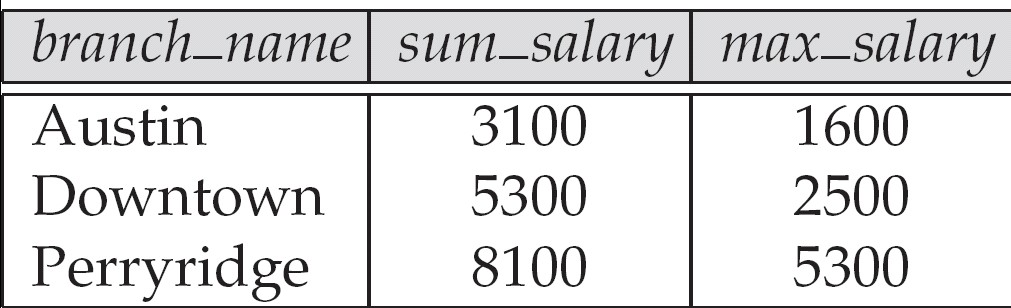 branch_name sum_salary max_salary
Austin 3100 1600
Downtown 5300 2500
Perryridge 8100 5300